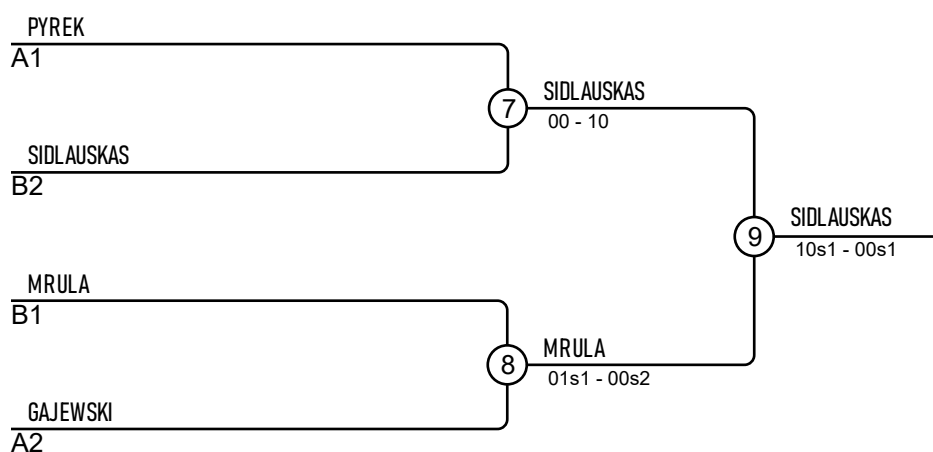 PYREK
A1
7
SIDLAUSKAS
00 - 10
SIDLAUSKAS
B2
9
SIDLAUSKAS
10s1 - 00s1
MRULA
B1
8
MRULA
01s1 - 00s2
GAJEWSKI
A2